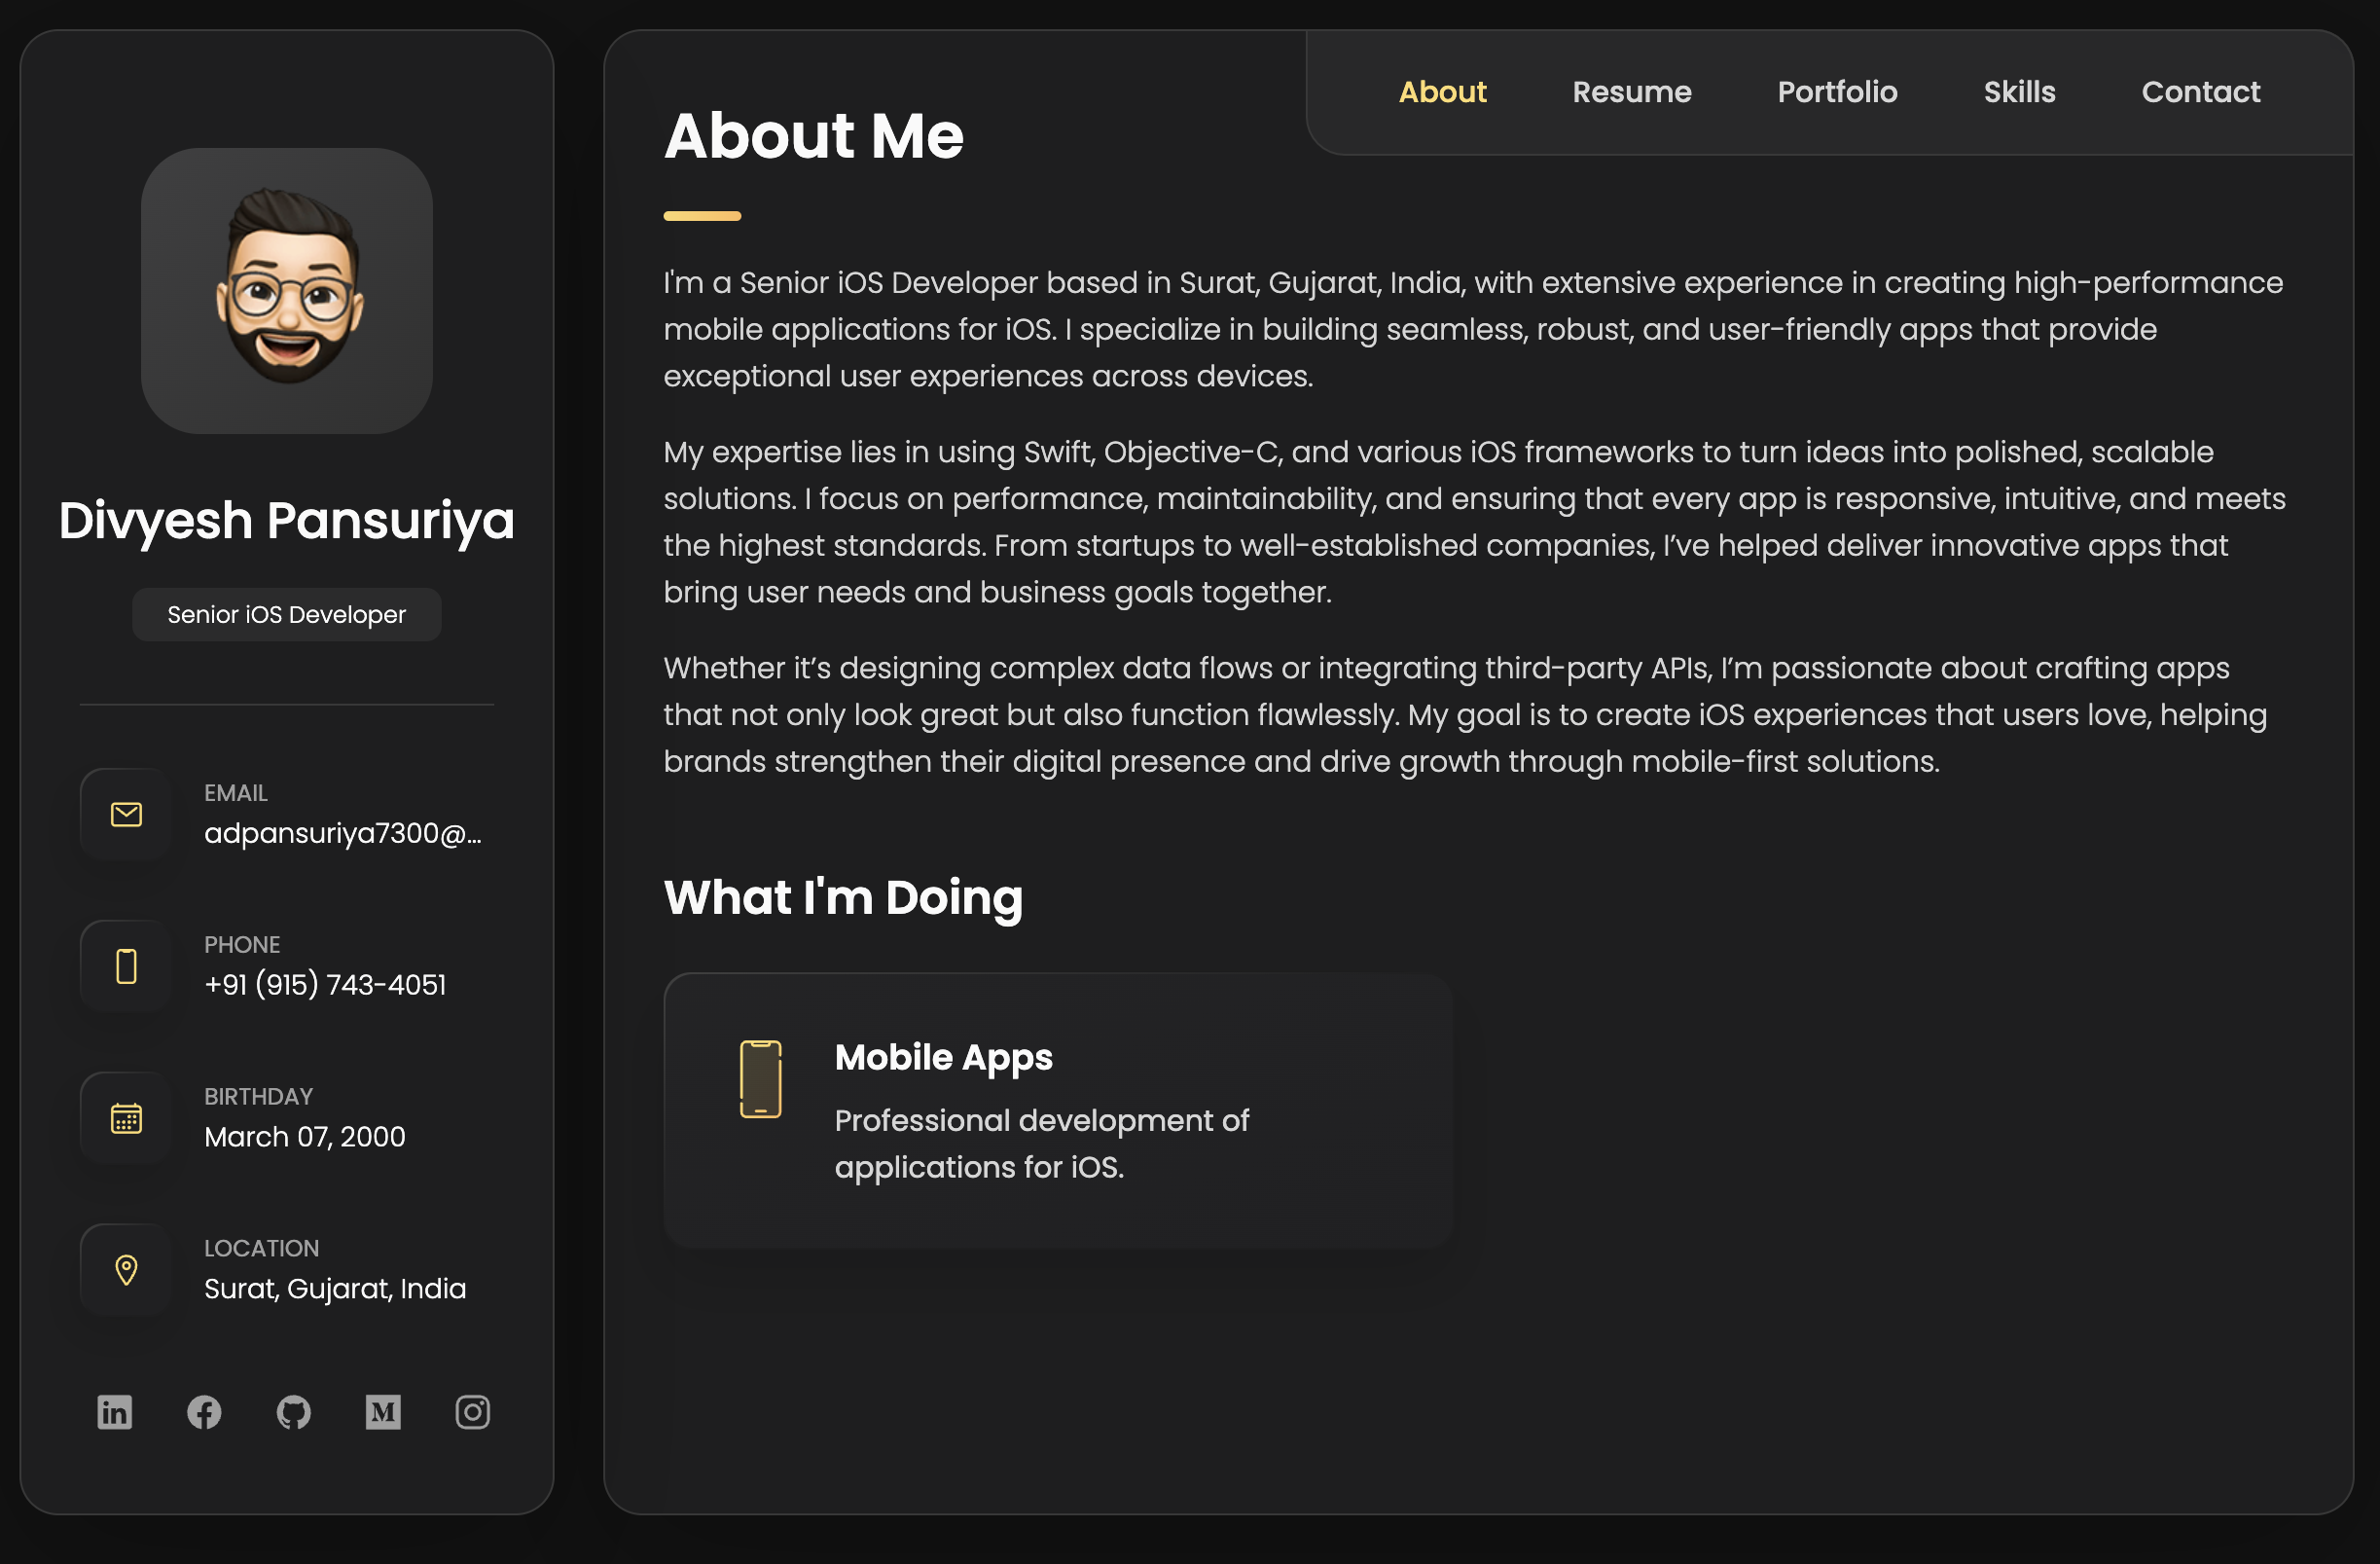 Divyesh Pansuriya
Senior iOS Developer
EMAIL
adpansuriya7300@...
PHONE
+91 (915) 743-4051
BIRTHDAY
March 07, 2000
LOCATION
Surat, Gujarat, India
in
f
M
About
Resume
Portfolio
Skills
Contact
About Me
I'm a Senior iOS Developer based in Surat, Gujarat, India, with extensive experience in creating high-performance
mobile applications for iOS. I specialize in building seamless, robust, and user-friendly apps that provide
exceptional user experiences across devices.
My expertise lies in using Swift, Objective-C, and various iOS frameworks to turn ideas into polished, scalable
solutions. I focus on performance, maintainability, and ensuring that every app is responsive, intuitive, and meets
the highest standards. From startups to well-established companies, I’ve helped deliver innovative apps that
bring user needs and business goals together.
Whether it’s designing complex data flows or integrating third-party APIs, I’m passionate about crafting apps
that not only look great but also function flawlessly. My goal is to create iOS experiences that users love, helping
brands strengthen their digital presence and drive growth through mobile-first solutions.
What I'm Doing
Mobile Apps
Professional development of
applications for iOS.